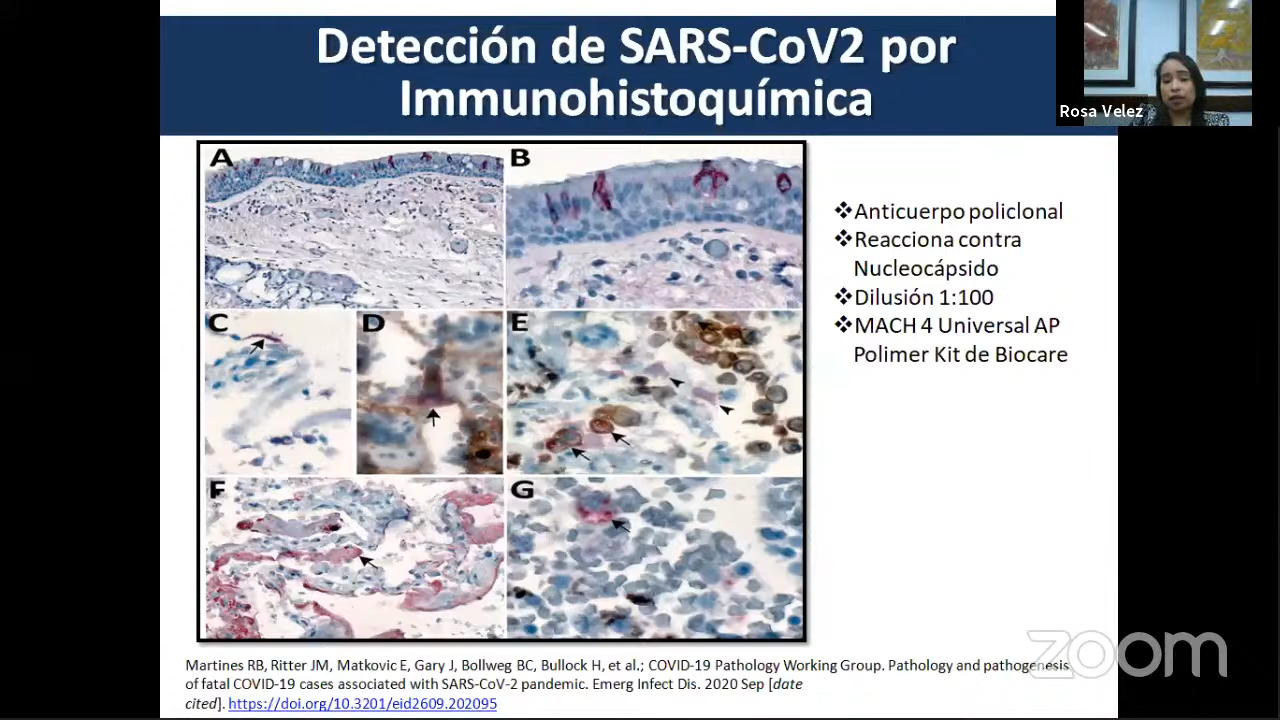 Detección de SARS-CoV2 por
Immunohistoquímica
Rosa Velez
A
B
C
D
E
F
G
❖Anticuerpo policlonal
❖Reacciona contra
Nucleocápsido
❖Dilusión 1:100
❖MACH 4 Universal AP
Polimer Kit de Biocare
zoom
Martines RB, Ritter JM, Matkovic E, Gary J, Bollweg BC, Bullock H, et al.; COVID-19 Pathology Working Group. Pathology and pathogenesis
of fatal COVID-19 cases associated with SARS-CoV-2 pandemic. Emerg Infect Dis. 2020 Sep [date
cited]. https://doi.org/10.3201/eid2609.202095